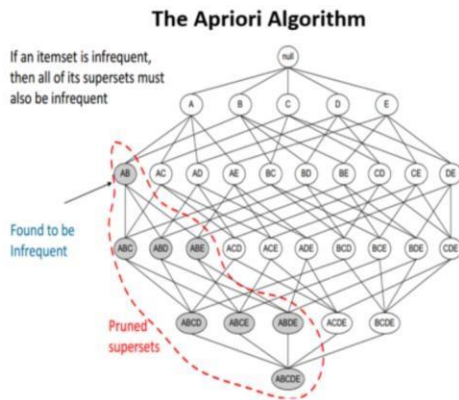 The Apriori Algorithm
If an itemset is infrequent,
then all of its supersets must
also be infrequent
null
A B C D E
AB AC AD AE BC BD BE CD CE DE
Found to be
Infrequent
ABC ABD ABE ACD ACE ADE BCD BCE BDE CDE
Pruned
supersets
ABCD ABCE ABDE ACDE BCDE
ABCDE